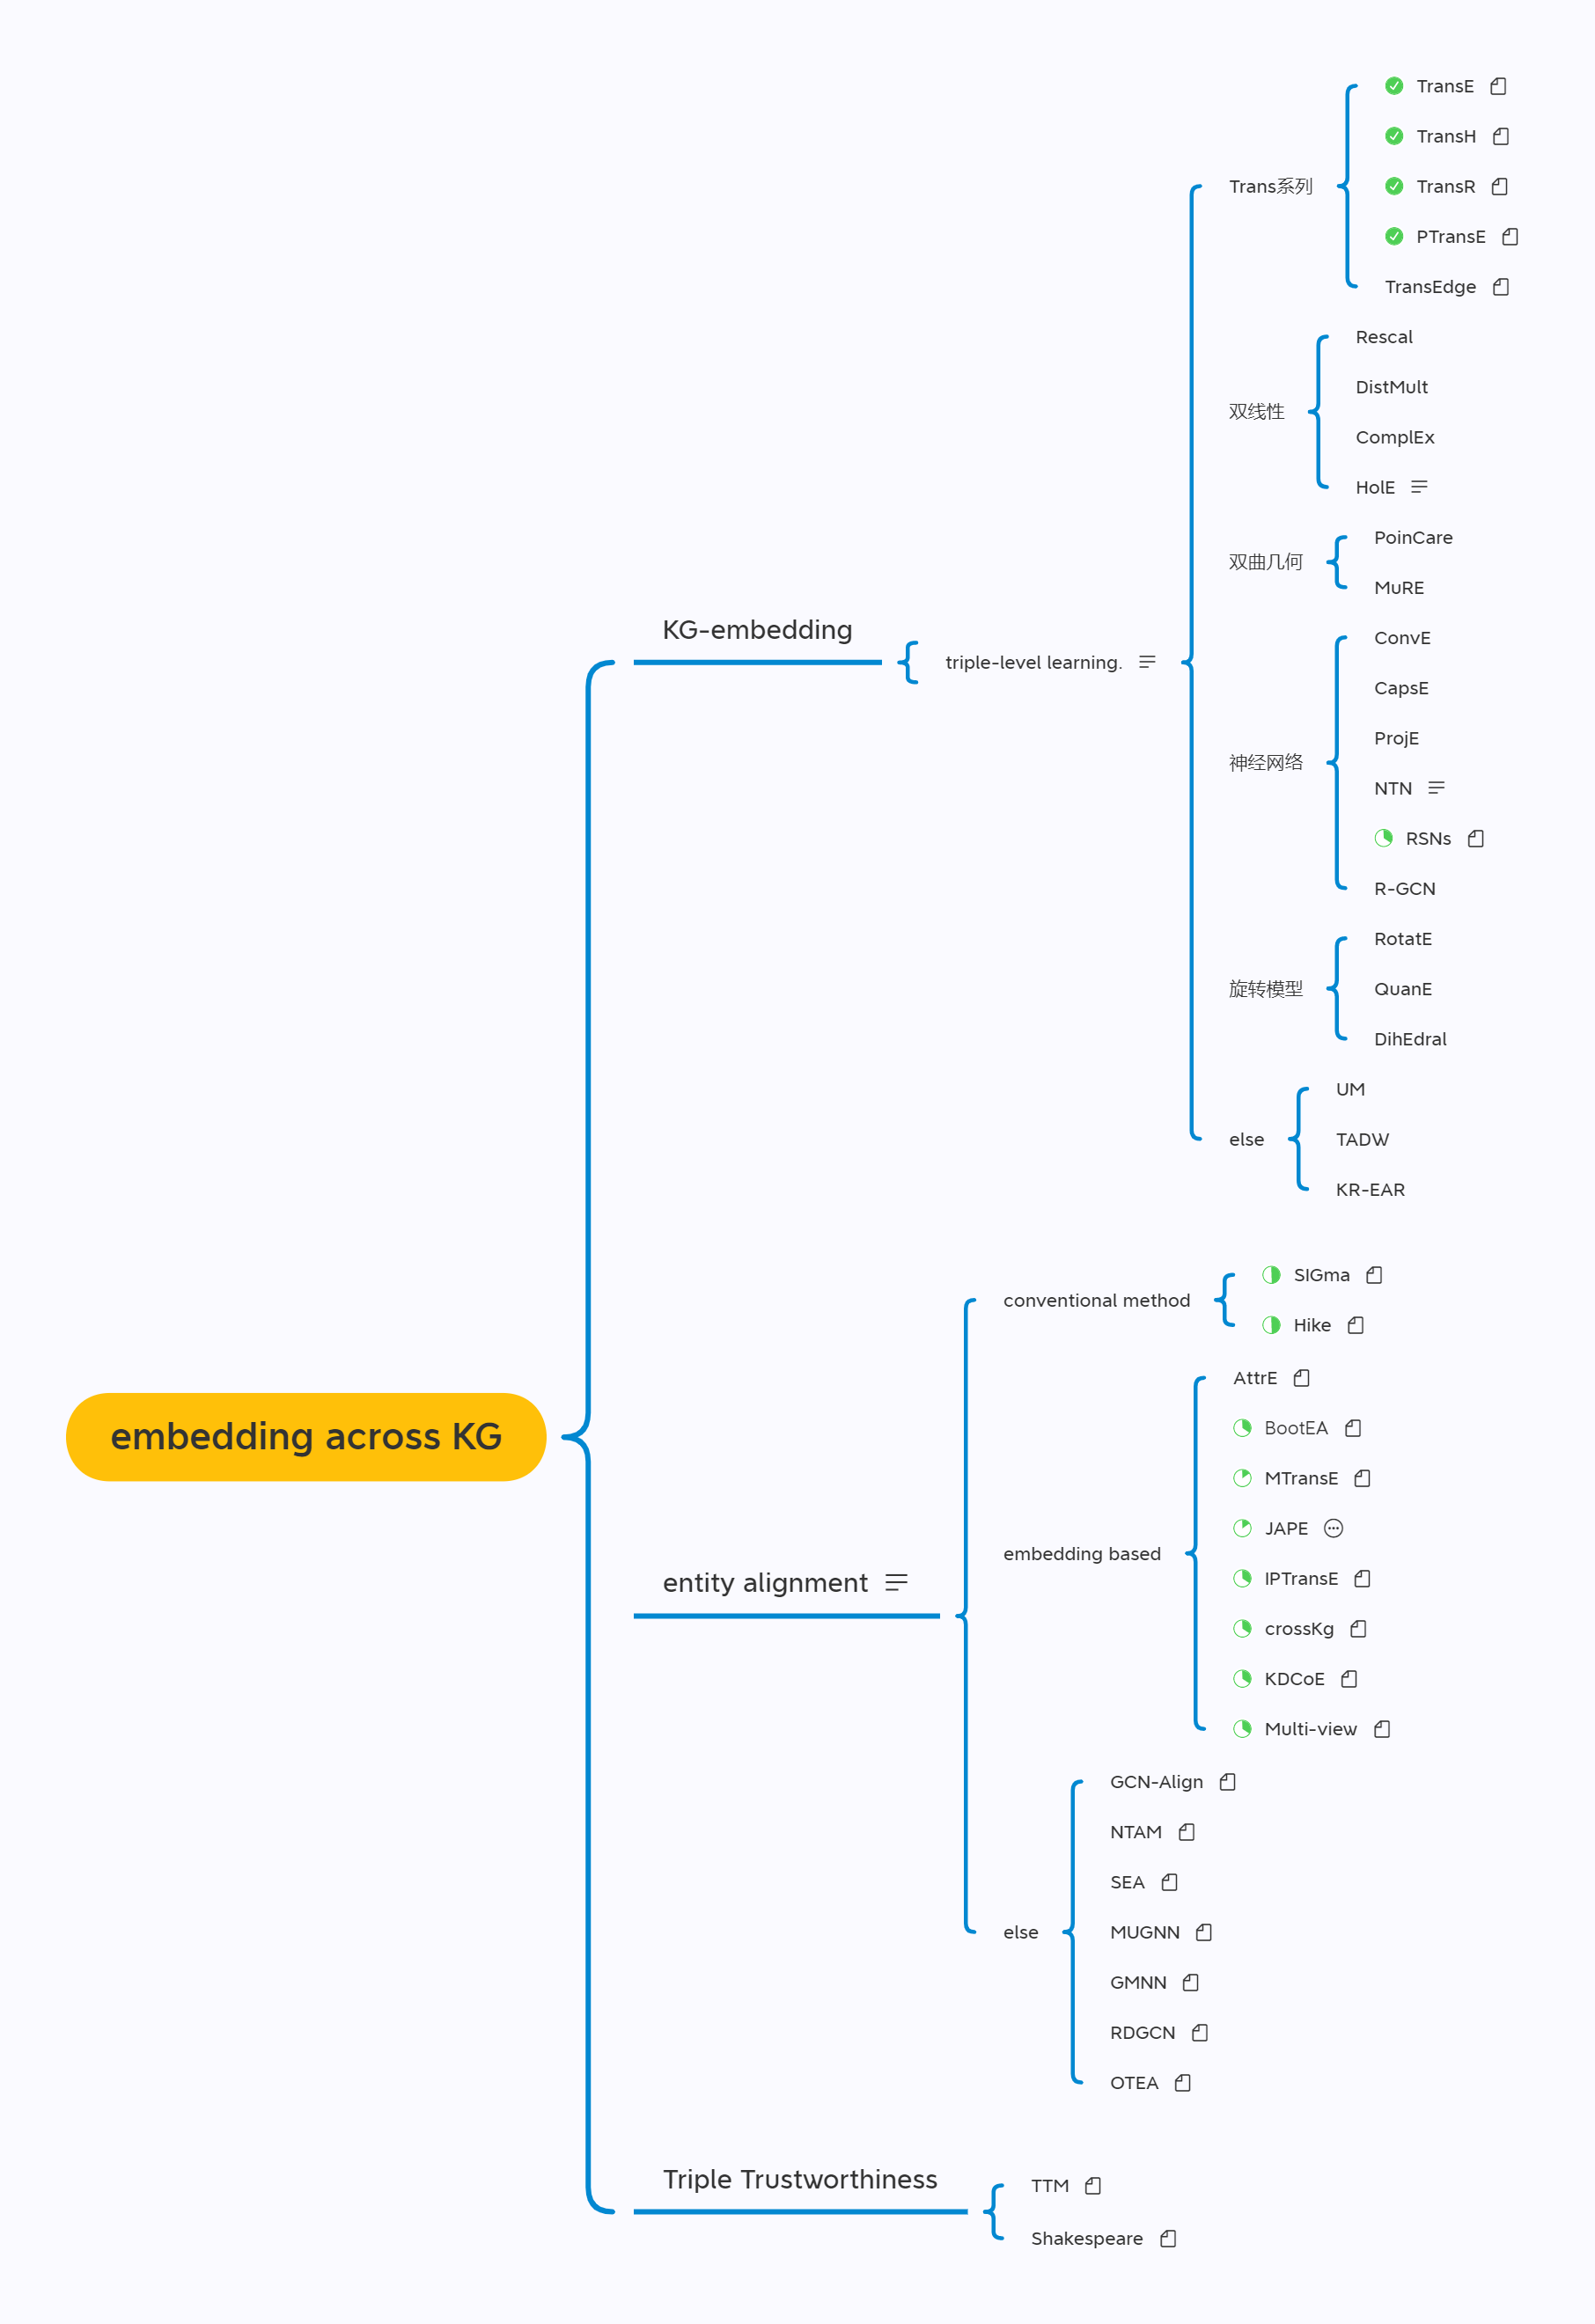 embedding across KG
KG-embedding
triple-level learning.
Trans系列
TransE
TransH
TransR
PTransE
TransEdge
双线性
Rescal
DistMult
ComplEx
HolE
双曲几何
PoinCare
MuRE
神经网络
ConvE
CapsE
ProjE
NTN
RSNs
R-GCN
旋转模型
RotatE
QuanE
DihEdral
else
UM
TADW
KR-EAR
entity alignment
conventional method
SIGma
Hike
embedding based
AttrE
BootEA
MTransE
JAPE
IPTransE
crossKg
KDCoE
Multi-view
else
GCN-Align
NTAM
SEA
MUGNN
GMNN
RDGCN
OTEA
Triple Trustworthiness
TTM
Shakespeare